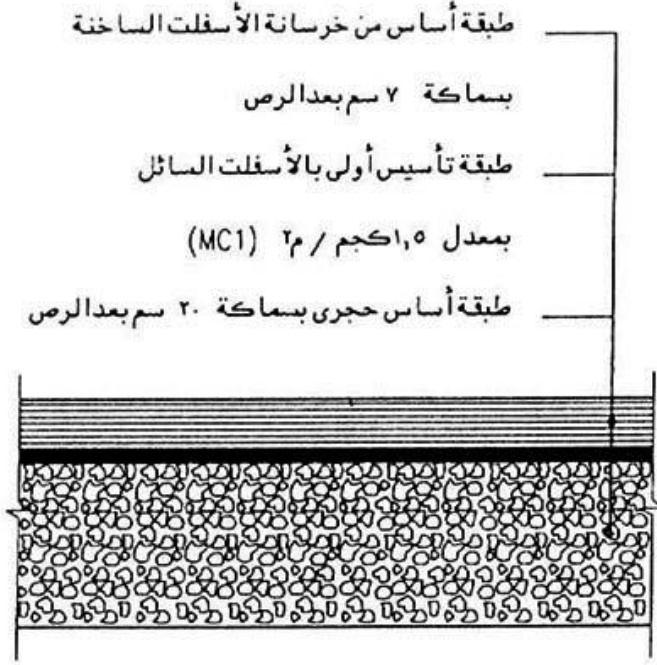 طبقة أساس من خرسانة الأسفلت الساخنة
بسماكة ٧ سم بعد الرص
طبقة تأسيس أولى بالأسفلت السائل
بمعدل ١,٥ كجم / م٢ (MC1)
طبقة أساس حجرى بسماكة ٢٠ سم بعد الرص